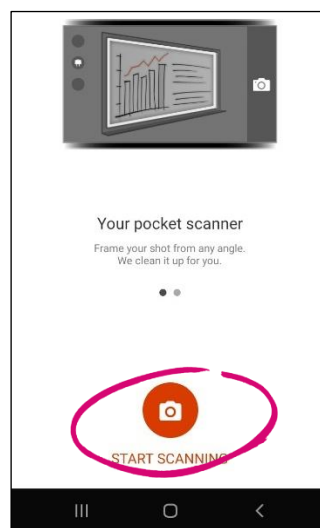 Your pocket scanner
Frame your shot from any angle.
We clean it up for you.
START SCANNING